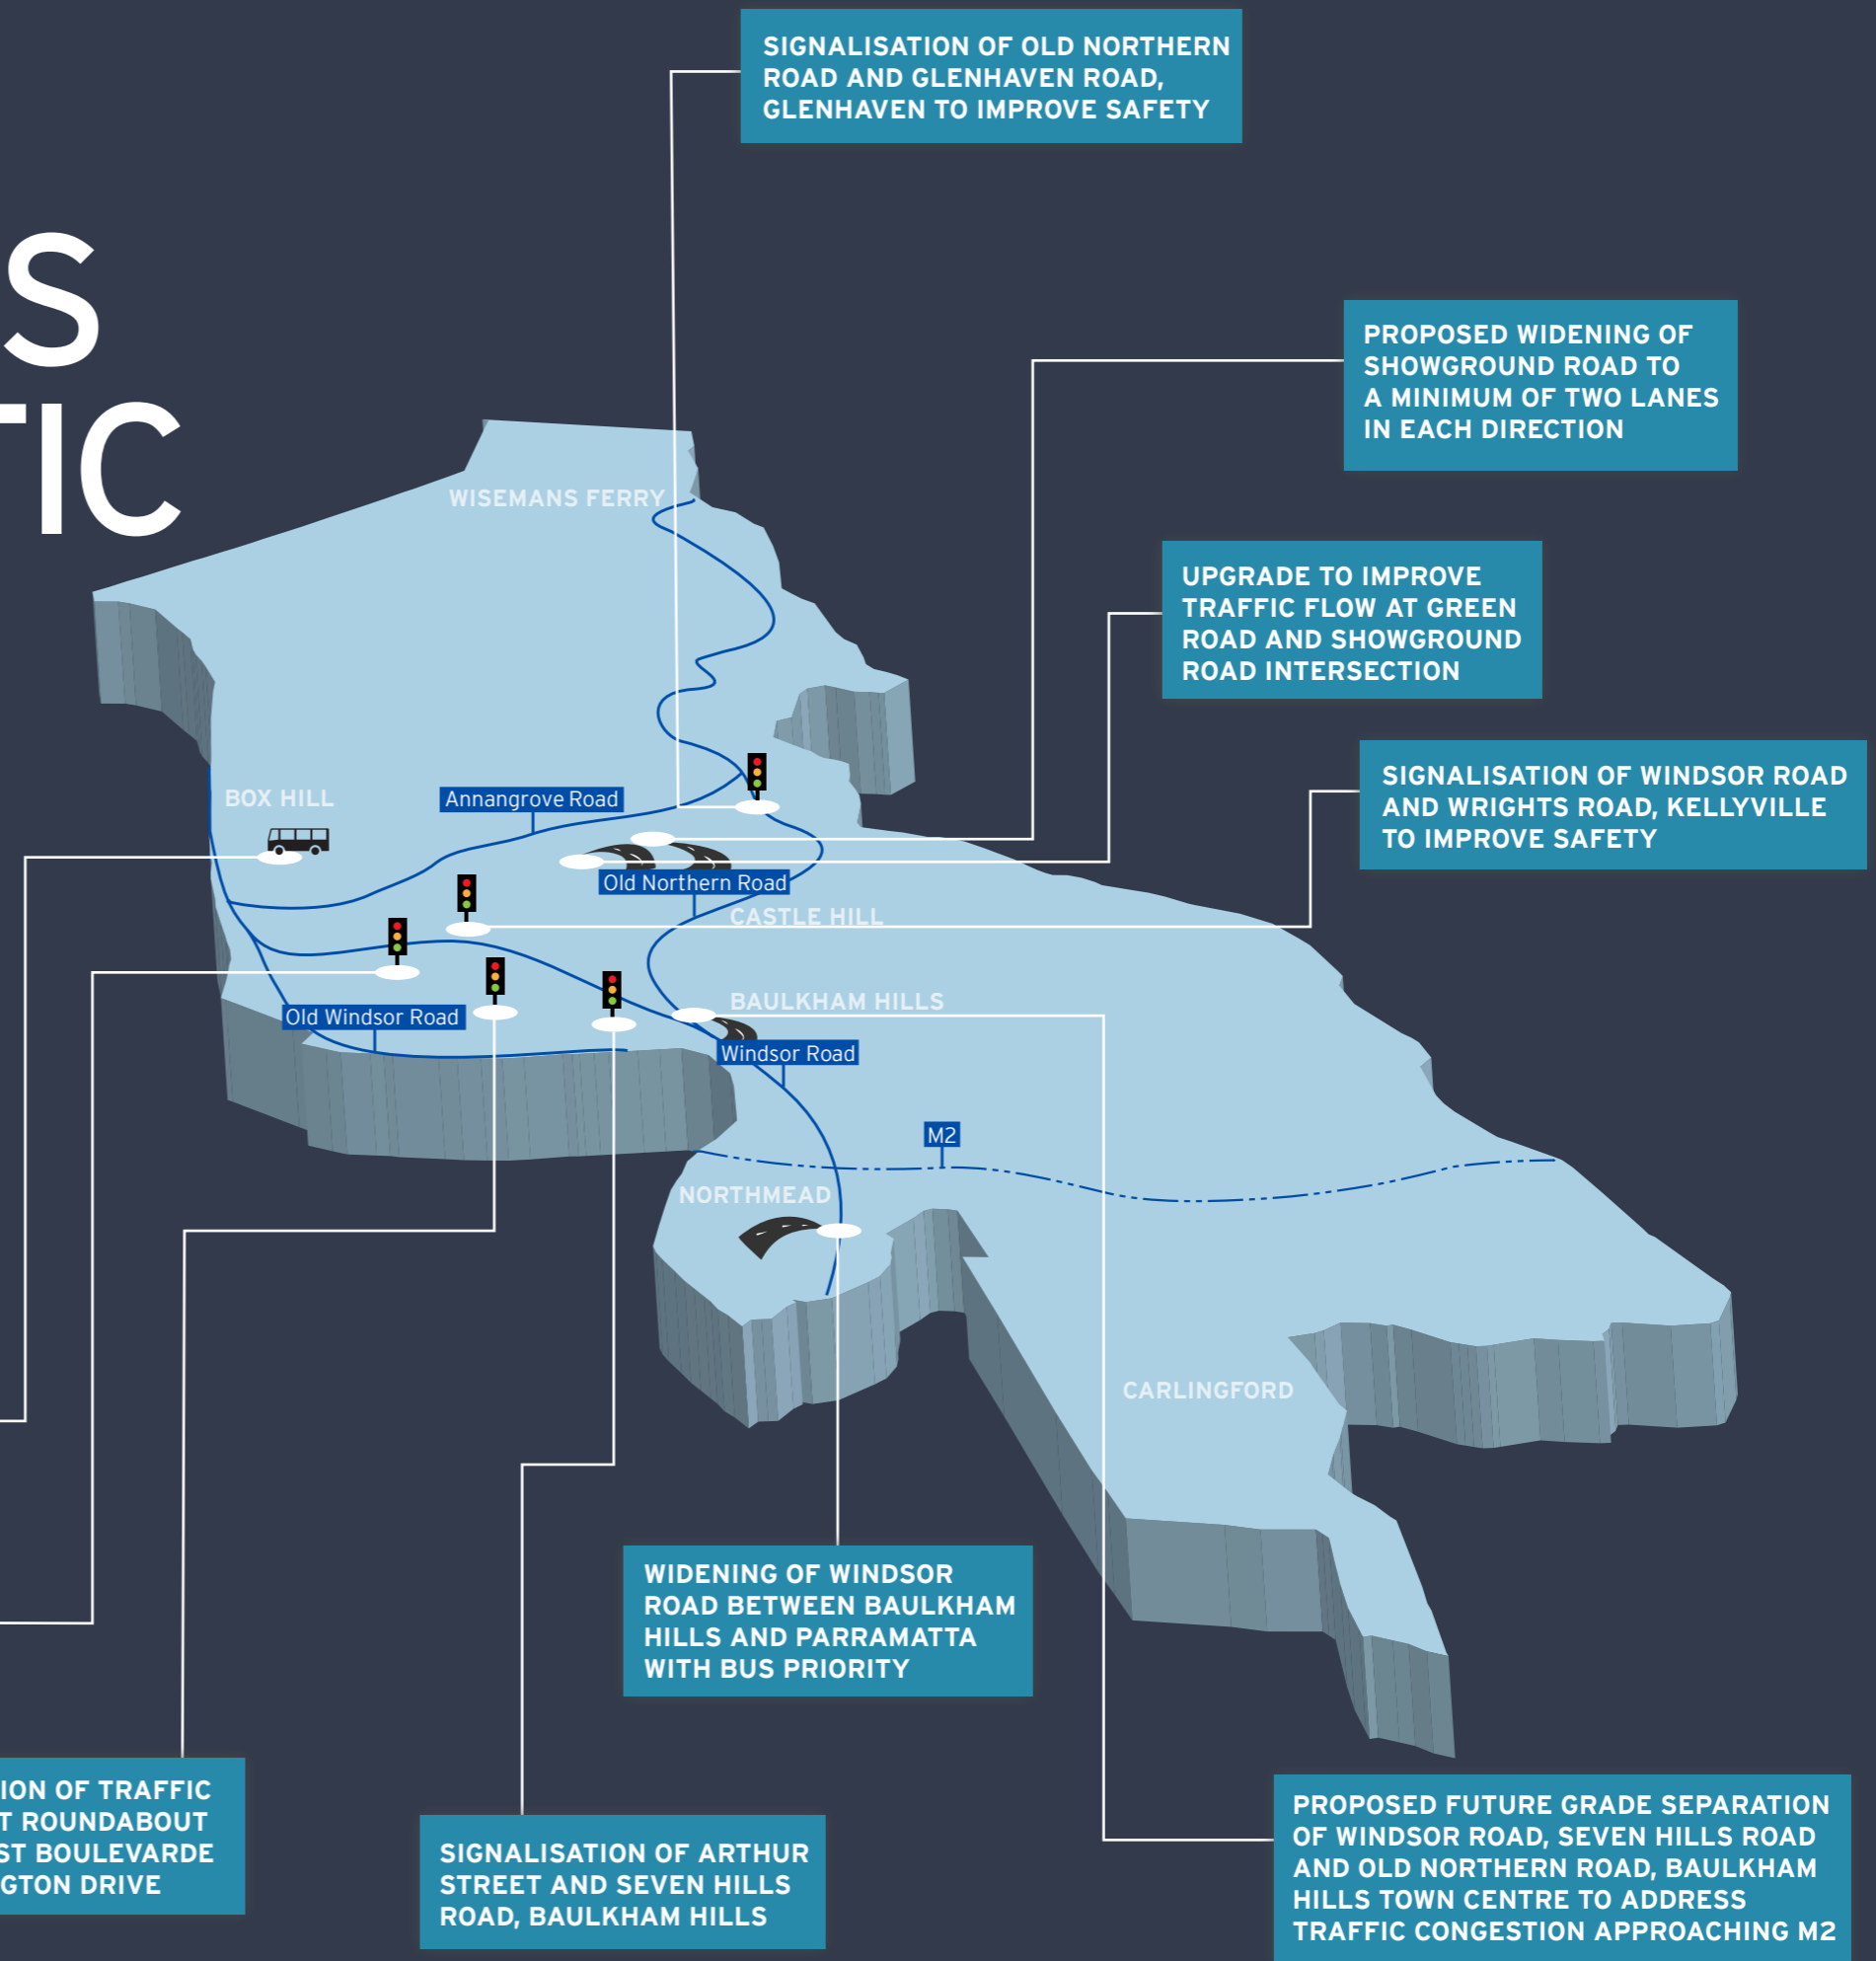 SIGNALISATION OF OLD NORTHERN
ROAD AND GLENHAVEN ROAD,
GLENHAVEN TO IMPROVE SAFETY
S
TIC
PROPOSED WIDENING OF
SHOWGROUND ROAD TO
A MINIMUM OF TWO LANES
IN EACH DIRECTION
WISEMANS FERRY
UPGRADE TO IMPROVE
TRAFFIC FLOW AT GREEN
ROAD AND SHOWGROUND
ROAD INTERSECTION
SIGNALISATION OF WINDSOR ROAD
AND WRIGHTS ROAD, KELLYVILLE
TO IMPROVE SAFETY
BOX HILL
Annangrove Road
Old Northern Road
CASTLE HILL
BAULKHAM HILLS
Old Windsor Road
Windsor Road
M2
NORTHMEAD
CARLINGFORD
WIDENING OF WINDSOR
ROAD BETWEEN BAULKHAM
HILLS AND PARRAMATTA
WITH BUS PRIORITY
ION OF TRAFFIC
T ROUNDABOUT
ST BOULEVARDE
GTON DRIVE
SIGNALISATION OF ARTHUR
STREET AND SEVEN HILLS
ROAD, BAULKHAM HILLS
PROPOSED FUTURE GRADE SEPARATION
OF WINDSOR ROAD, SEVEN HILLS ROAD
AND OLD NORTHERN ROAD, BAULKHAM
HILLS TOWN CENTRE TO ADDRESS
TRAFFIC CONGESTION APPROACHING M2